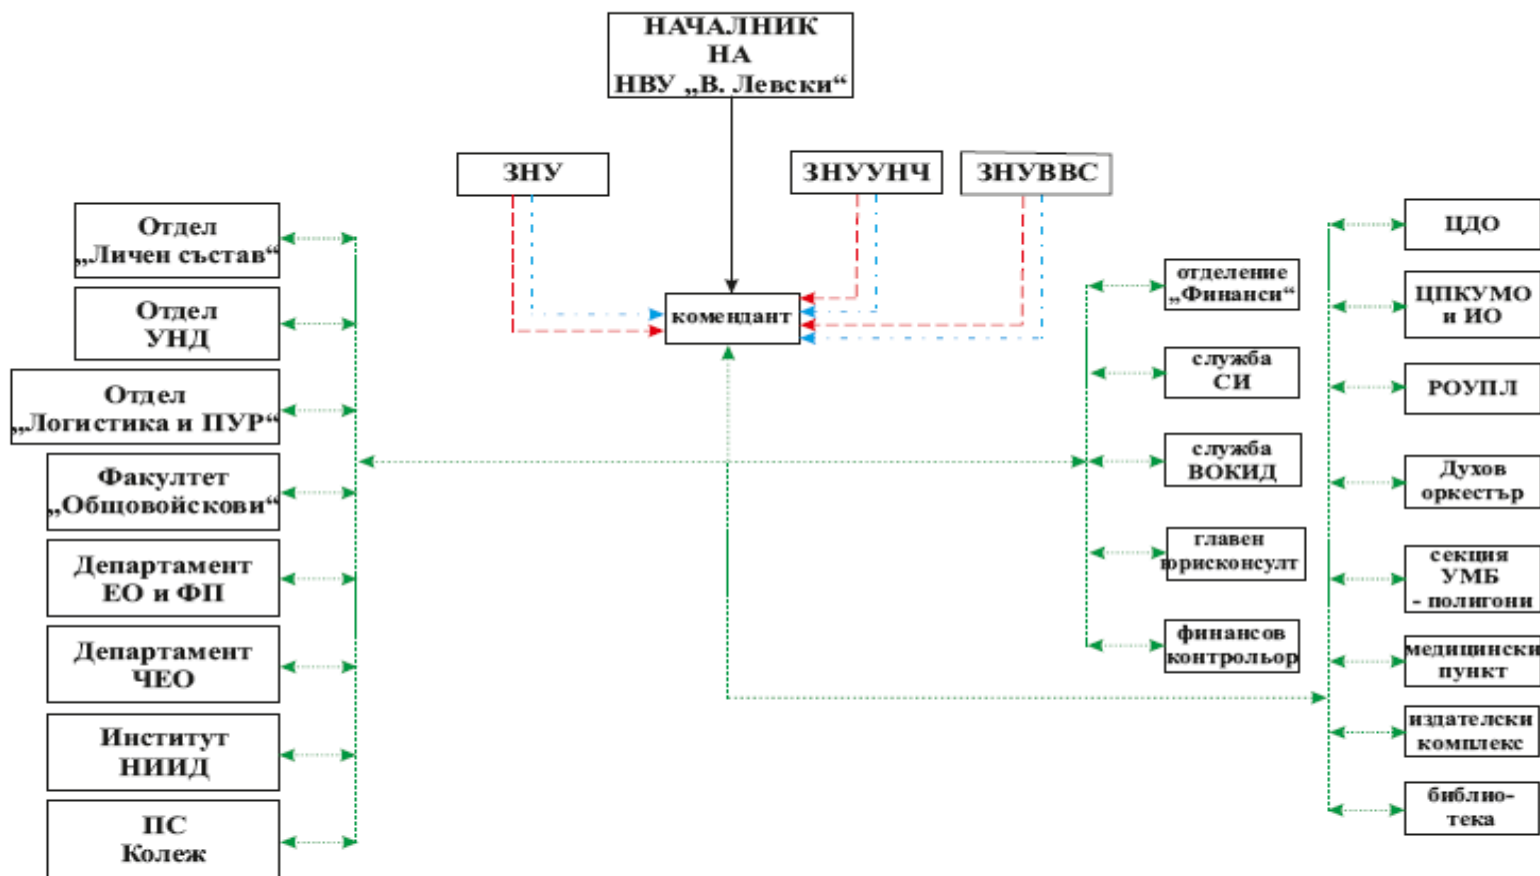 НАЧАЛНИК
НА
НВУ „В. Левски“
ЗНУ
ЗНУУНЧ
ЗНУВВС
комендант
Отдел
„Личен състав“
Отдел
УНД
Отдел
„Логистика и ПУР“
Факултет
„Общовойскови“
Департамент
ЕО и ФП
Департамент
ЧЕО
Институт
НИИД
ПС
Колеж
отделение
„Финанси“
служба
СИ
служба
ВОКИД
главен
юрисконсулт
финансов
контрольор
ЦДО
ЦПКУМО
и ИО
РОУПЛ
Духов
оркестър
секция
УМБ
- полигони
медицински
пункт
издателски
комплекс
библио-
тека